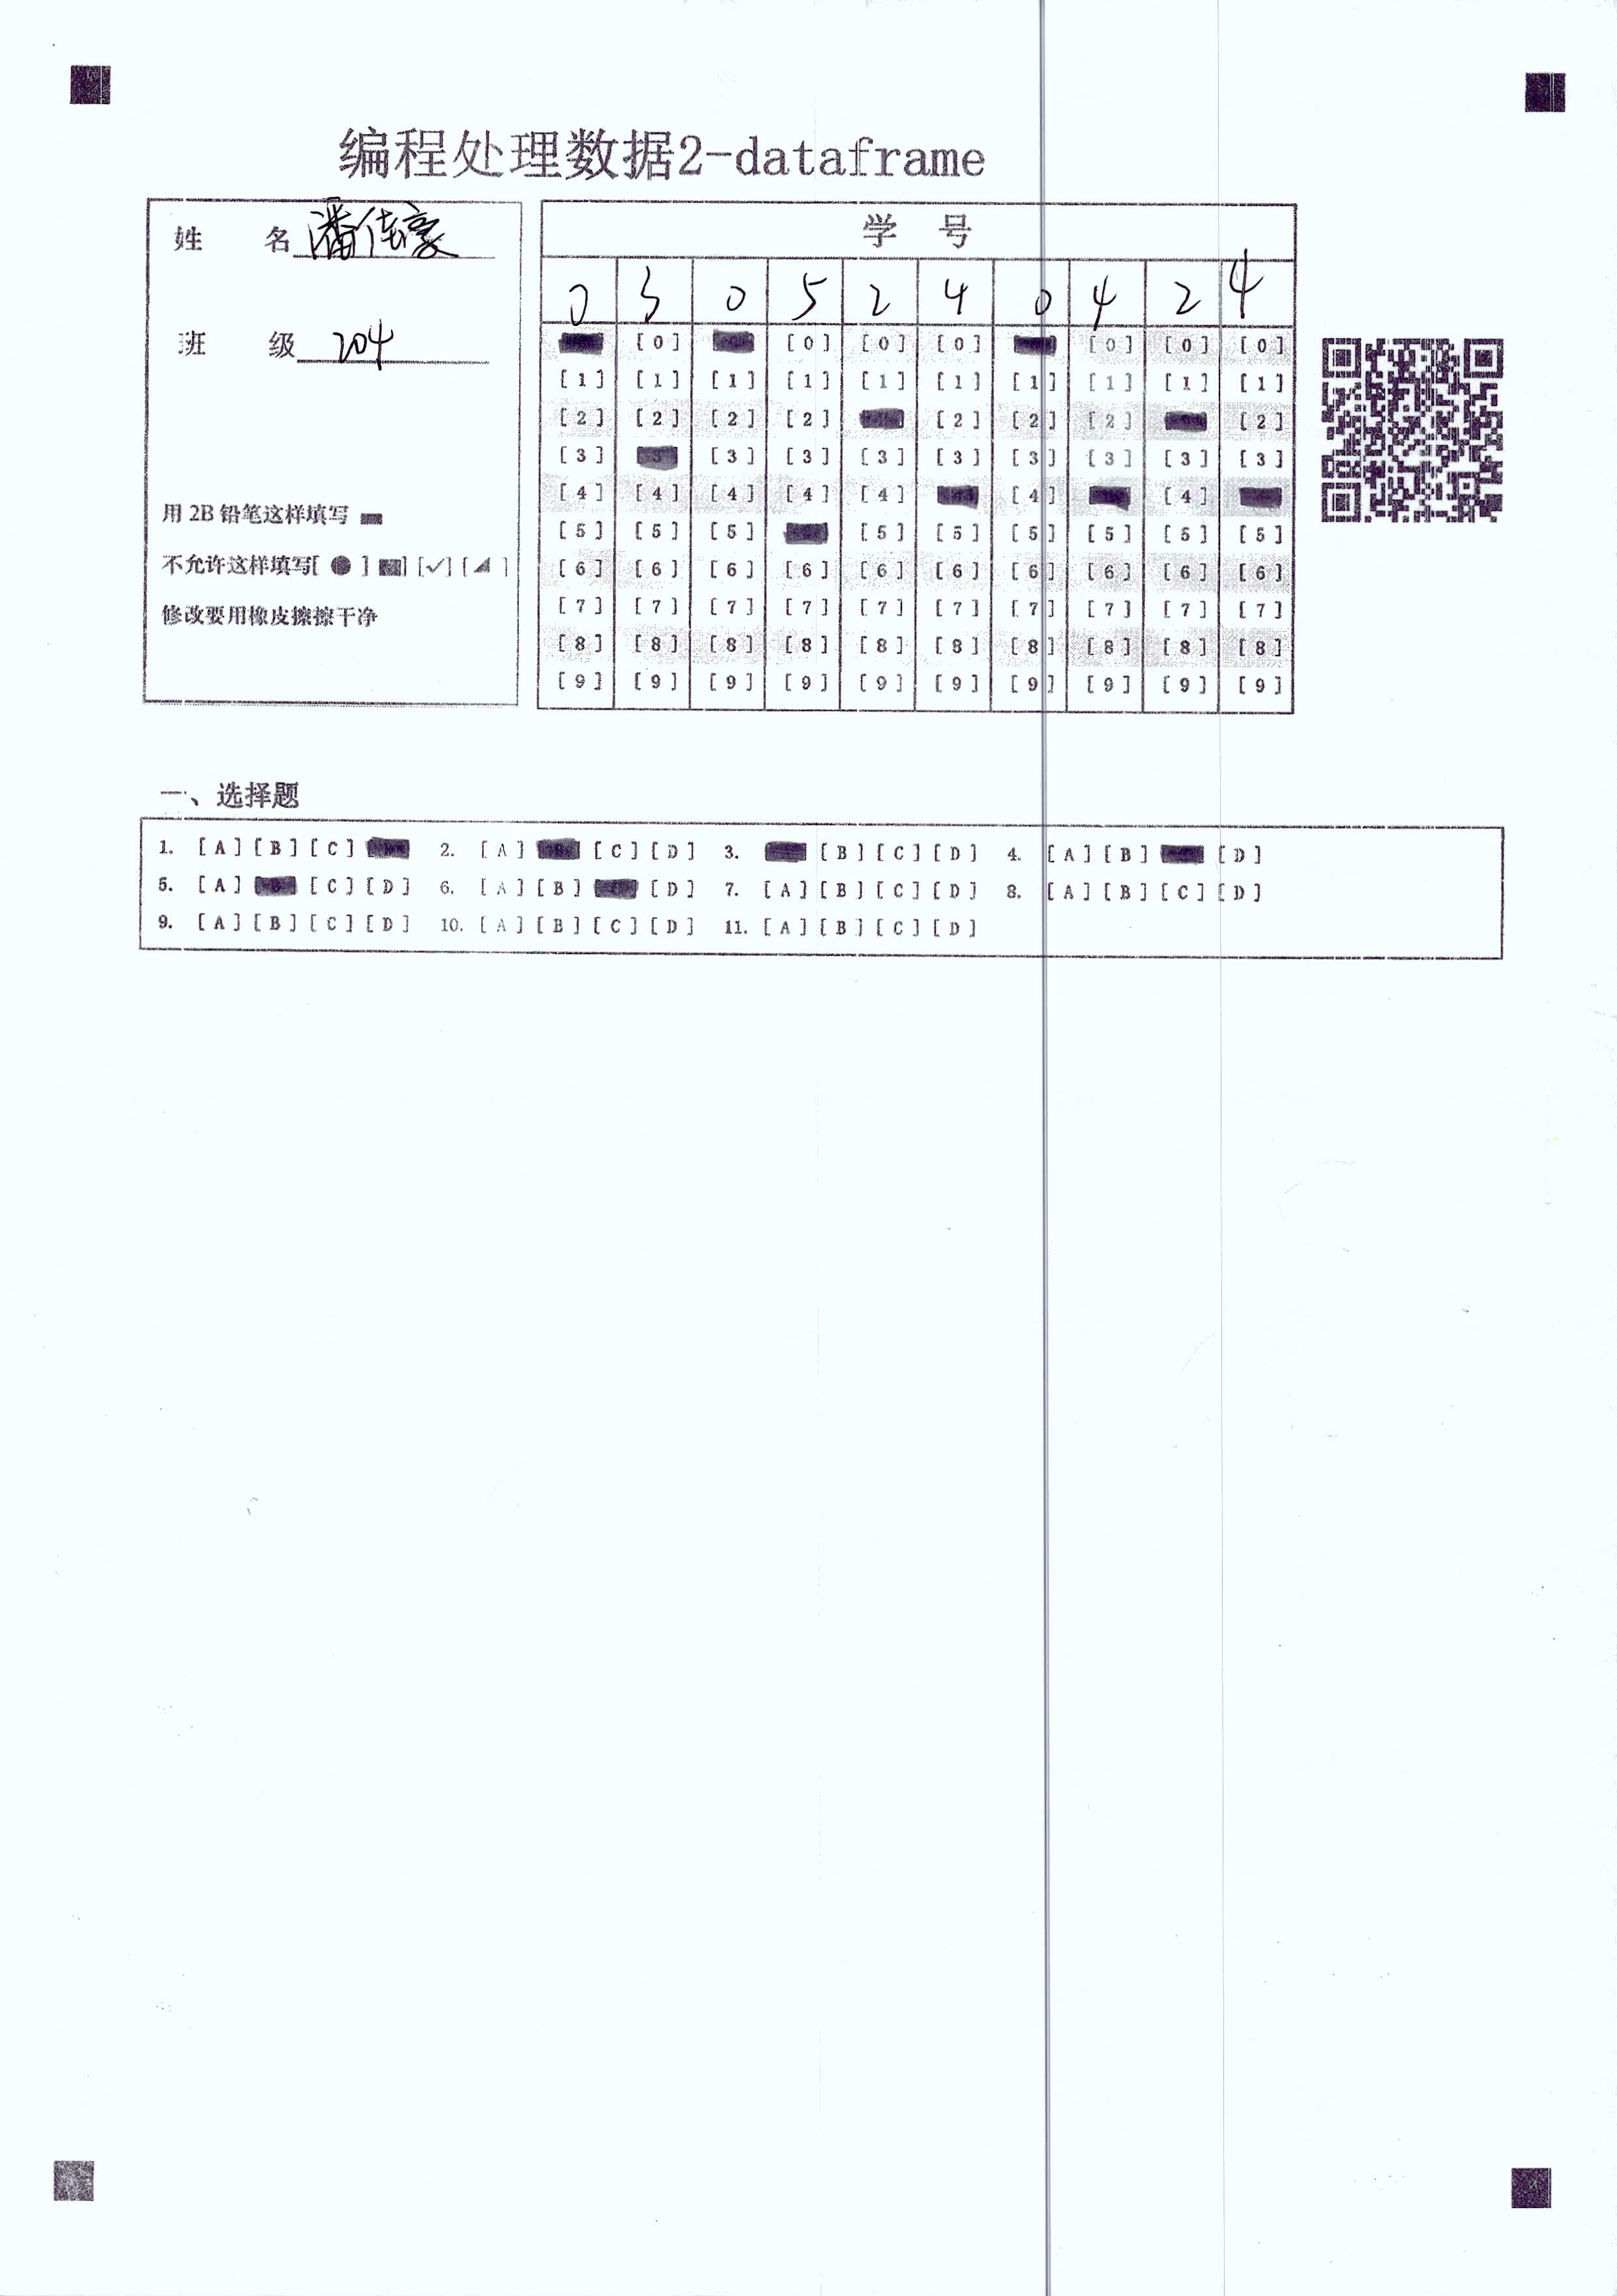 编程处理数据2-dataframe
姓 名 潘佳豪
班 级 204
用 2B 铅笔这样填写
不允许这样填写[ ● ] [ ] [✓] [ ]
修改要用橡皮擦擦干净
学 号
0 3 0 5 2 4 0 4 2 4
[0] [0] [0] [0] [0] [0] [0]
[1] [1] [1] [1] [1] [1] [1] [1] [1] [1]
[2] [2] [2] [2] [2] [2] [2] [2]
[3] [3] [3] [3] [3] [3] [3] [3] [3]
[4] [4] [4] [4] [4] [4] [4]
[5] [5] [5] [5] [5] [5] [5] [5] [5]
[6] [6] [6] [6] [6] [6] [6] [6] [6] [6]
[7] [7] [7] [7] [7] [7] [7] [7] [7] [7]
[8] [8] [8] [8] [8] [8] [8] [8] [8] [8]
[9] [9] [9] [9] [9] [9] [9] [9] [9] [9]
一、选择题
1. [A] [B] [C] 2. [A] [C] [D] 3. [B] [C] [D] 4. [A] [B] [D]
5. [A] [C] [D] 6. [A] [B] [D] 7. [A] [B] [C] [D] 8. [A] [B] [C] [D]
9. [A] [B] [C] [D] 10. [A] [B] [C] [D] 11. [A] [B] [C] [D]